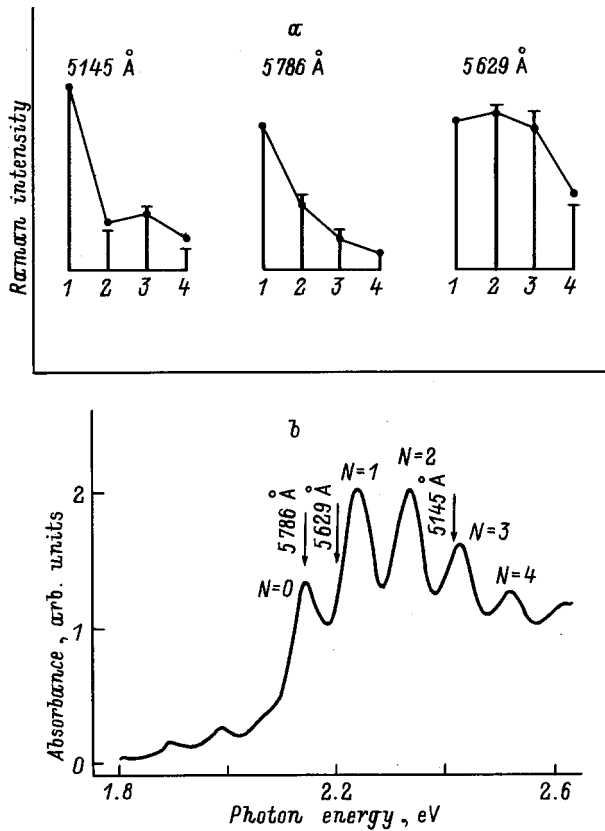 a
5145 Å
5786 Å
5629 Å
Raman intensity
1 2 3 4
1 2 3 4
1 2 3 4
b
N=0
5786 Å
5629 Å
N=1
N=2
5145 Å
N=3
N=4
Absorbance, arb. units
2
1
0
1.8
2.2
2.6
Photon energy, eV